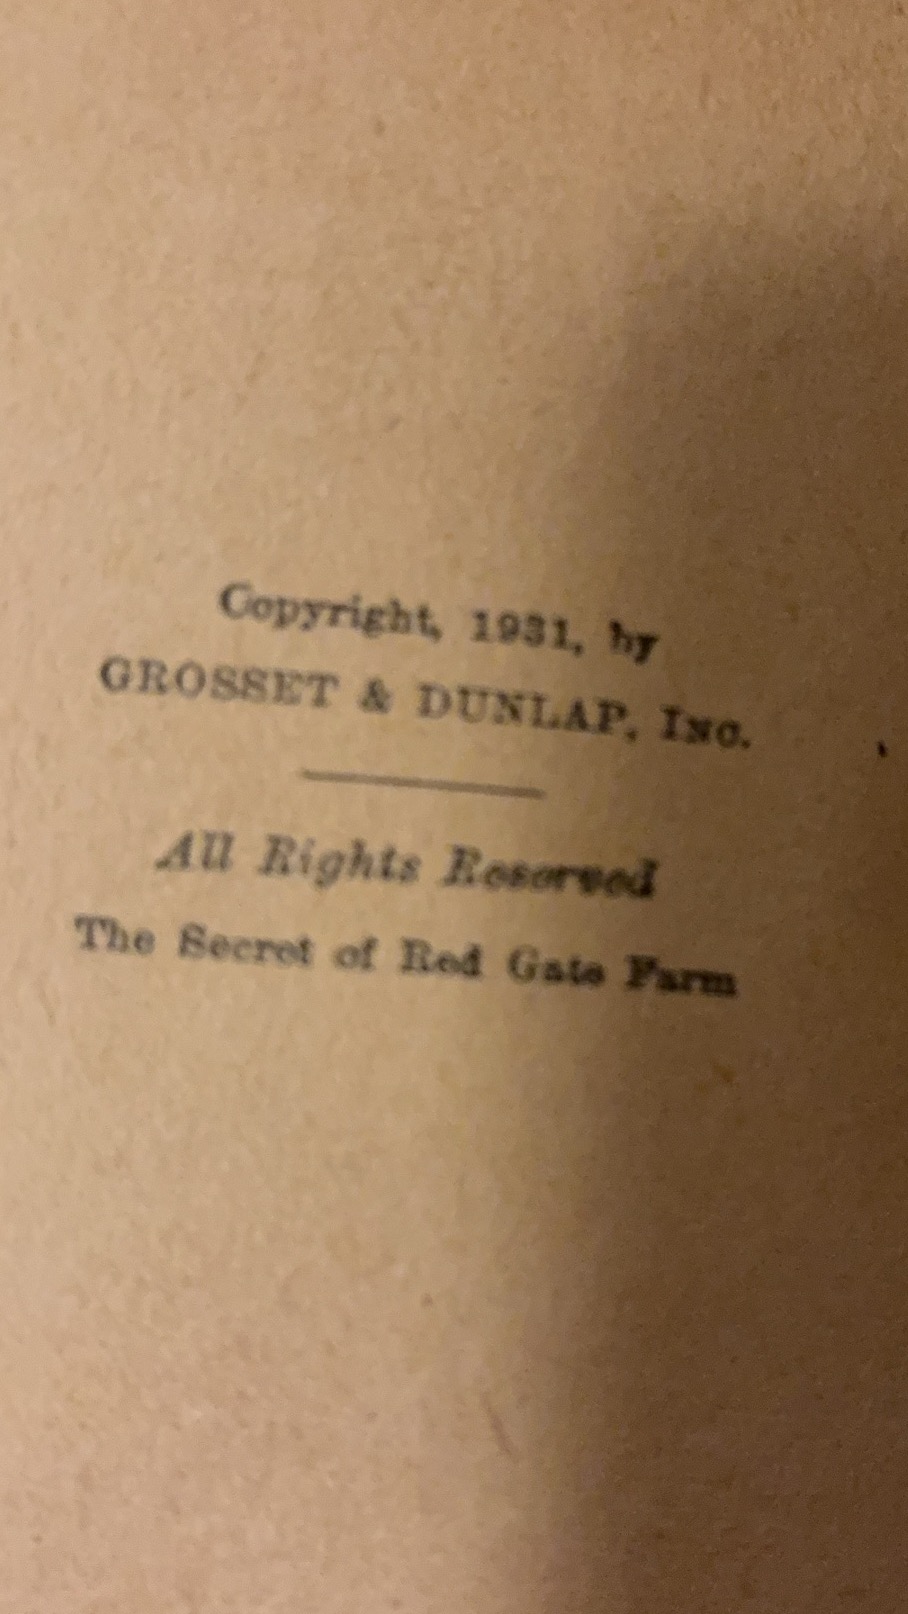 Copyright, 1931, by
GROSSET & DUNLAP, INC.
All Rights Reserved
The Secret of Red Gate Farm